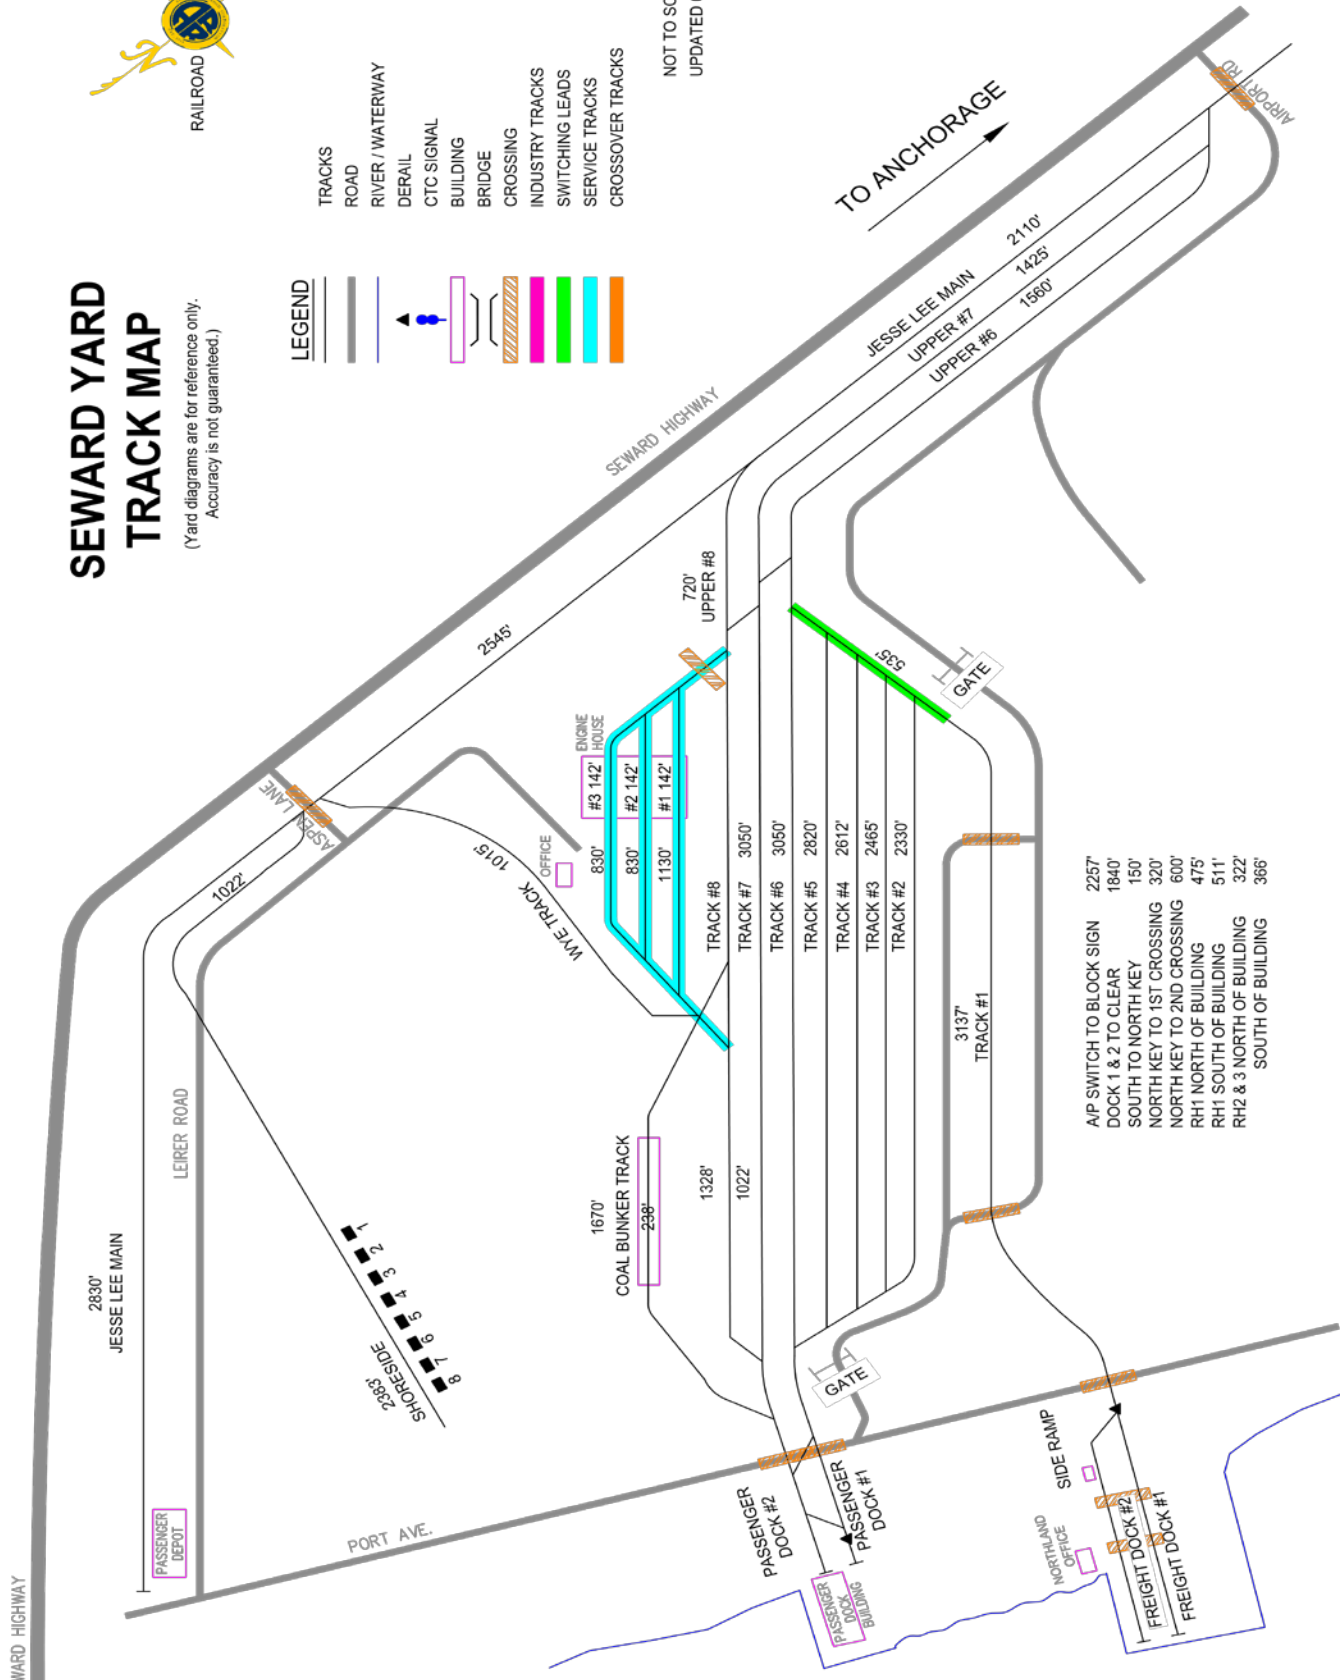 SEWARD YARD
TRACK MAP
(Yard diagrams are for reference only.
Accuracy is not guaranteed.)
N
RAILROAD
LEGEND
TRACKS
ROAD
RIVER / WATERWAY
DERAIL
CTC SIGNAL
BUILDING
BRIDGE
CROSSING
INDUSTRY TRACKS
SWITCHING LEADS
SERVICE TRACKS
CROSSOVER TRACKS
NOT TO
UPDATED
TO ANCHORAGE
AIRPORT RD
SEWARD HIGHWAY
JESSE LEE MAIN
2110'
UPPER #7
1425'
UPPER #6
1560'
2545'
720'
UPPER #8
535'
GATE
ENGINE
HOUSE
#3 142'
#2 142'
#1 142'
830'
830'
1130'
OFFICE
WYE TRACK
1015'
ASPEN LANE
1022'
LEIRER ROAD
2830'
JESSE LEE MAIN
1
2
3
4
5
6
7
8
2383'
SHORESIDE
TRACK #8
TRACK #7
3050'
TRACK #6
3050'
TRACK #5
2820'
TRACK #4
2612'
TRACK #3
2465'
TRACK #2
2330'
3137'
TRACK #1
1670'
COAL BUNKER TRACK
238'
1328'
1022'
GATE
A/P SWITCH TO BLOCK SIGN 2257'
DOCK 1 & 2 TO CLEAR 1840'
SOUTH TO NORTH KEY 150'
NORTH KEY TO 1ST CROSSING 320'
NORTH KEY TO 2ND CROSSING 600'
RH1 NORTH OF BUILDING 475'
RH1 SOUTH OF BUILDING 511'
RH2 & 3 NORTH OF BUILDING 322'
SOUTH OF BUILDING 366'
PASSENGER
DEPOT
PORT AVE.
PASSENGER
DOCK #2
PASSENGER
DOCK #1
PASSENGER
DOCK
BUILDING
SIDE RAMP
NORTHLAND
OFFICE
FREIGHT DOCK #2
FREIGHT DOCK #1
HIGHWAY